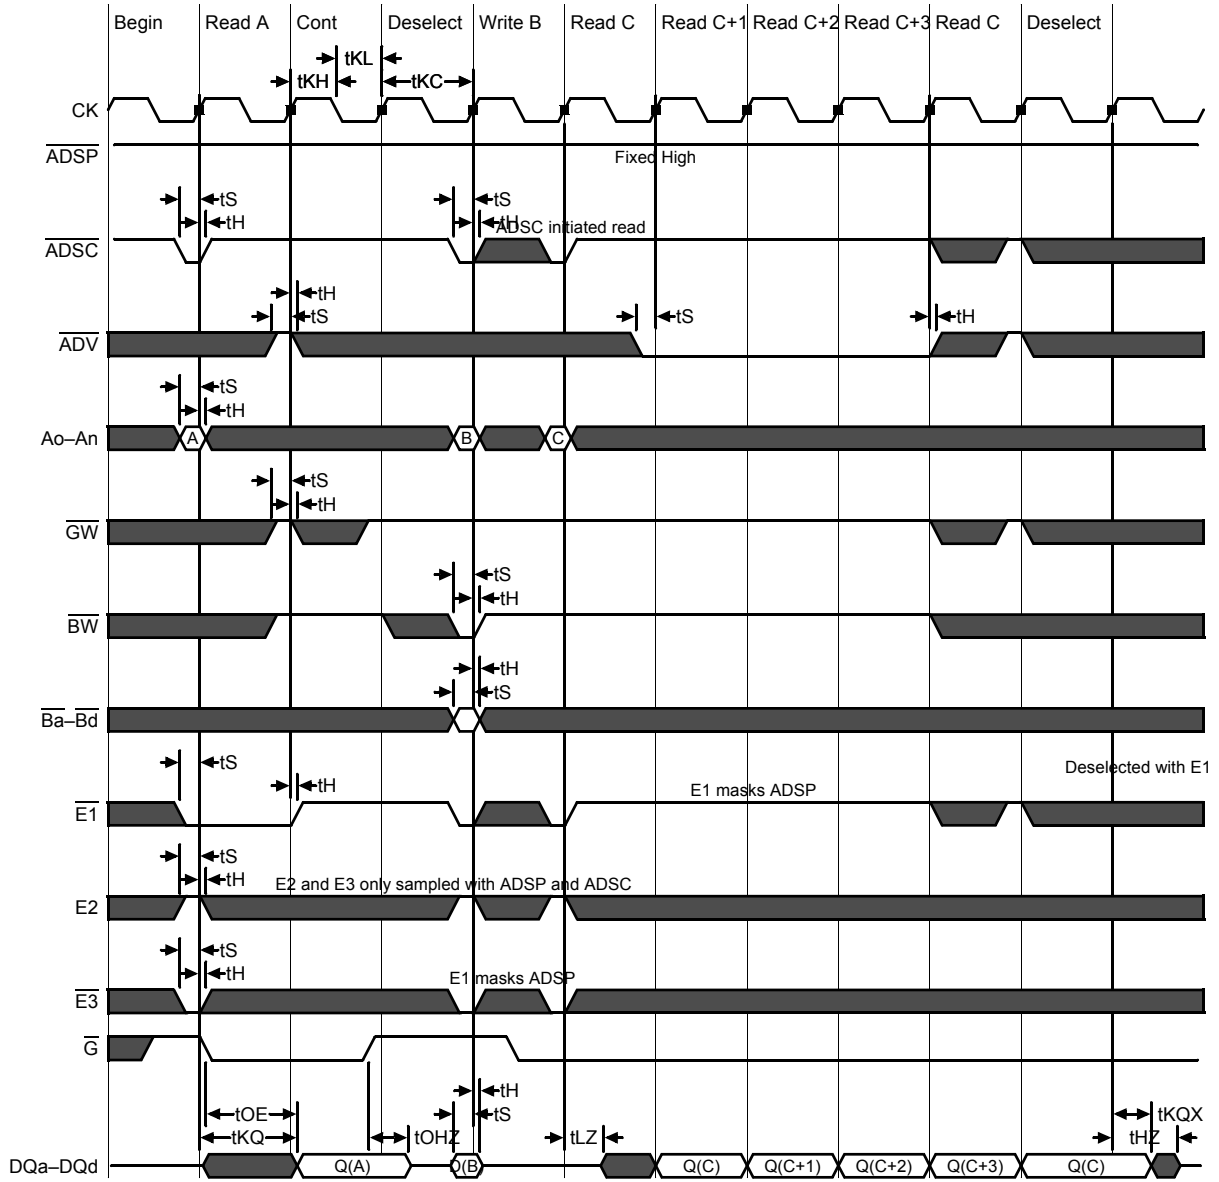 Begin Read A Cont Deselect Write B Read C Read C+1 Read C+2 Read C+3 Read C Deselect
tKL
tKH tKC
CK
ADSP
Fixed High
tS tS
tH tH
ADSC initiated read
ADSC
tH
tS tS tH
ADV
tS
tH
Ao–An A B C
tS
tH
GW
tS
tH
BW
tH
tS
Ba–Bd
tS
Deselected with E1
tH
E1 masks ADSP
E1
tS
tH
E2 and E3 only sampled with ADSP and ADSC
E2
tS
tH
E1 masks ADSP
E3
G
tH
tOE tS tKQX
tKQ tOHZ tLZ tHZ
DQa–DQd Q(A) D(B Q(C) Q(C+1) Q(C+2) Q(C+3) Q(C)